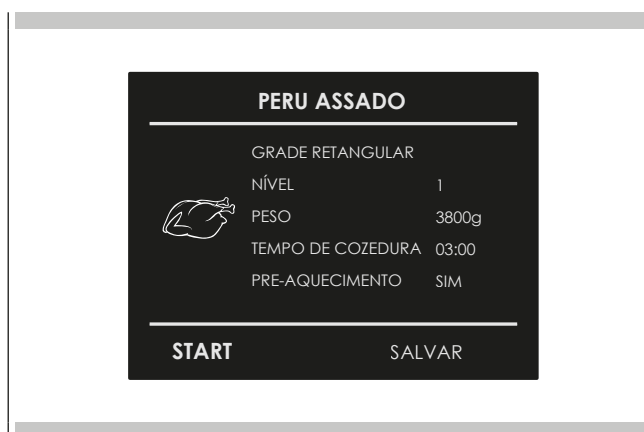 PERU ASSADO
GRADE RETANGULAR
NÍVEL 1
PESO 3800g
TEMPO DE COZEDURA 03:00
PRE-AQUECIMENTO SIM
START SALVAR